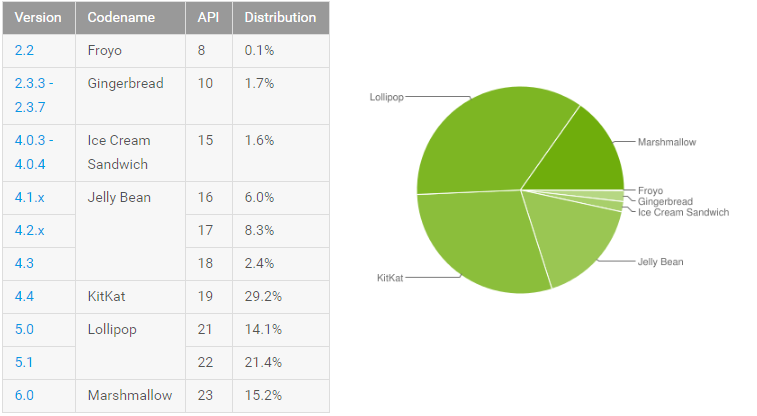 Version Codename API Distribution
2.2 Froyo 8 0.1%
2.3.3 - Gingerbread 10 1.7%
2.3.7
4.0.3 - Ice Cream 15 1.6%
4.0.4 Sandwich
4.1.x Jelly Bean 16 6.0%
4.2.x 17 8.3%
4.3 18 2.4%
4.4 KitKat 19 29.2%
5.0 Lollipop 21 14.1%
5.1 22 21.4%
6.0 Marshmallow 23 15.2%
Lollipop
Marshmallow
Froyo
Gingerbread
Ice Cream Sandwich
Jelly Bean
KitKat